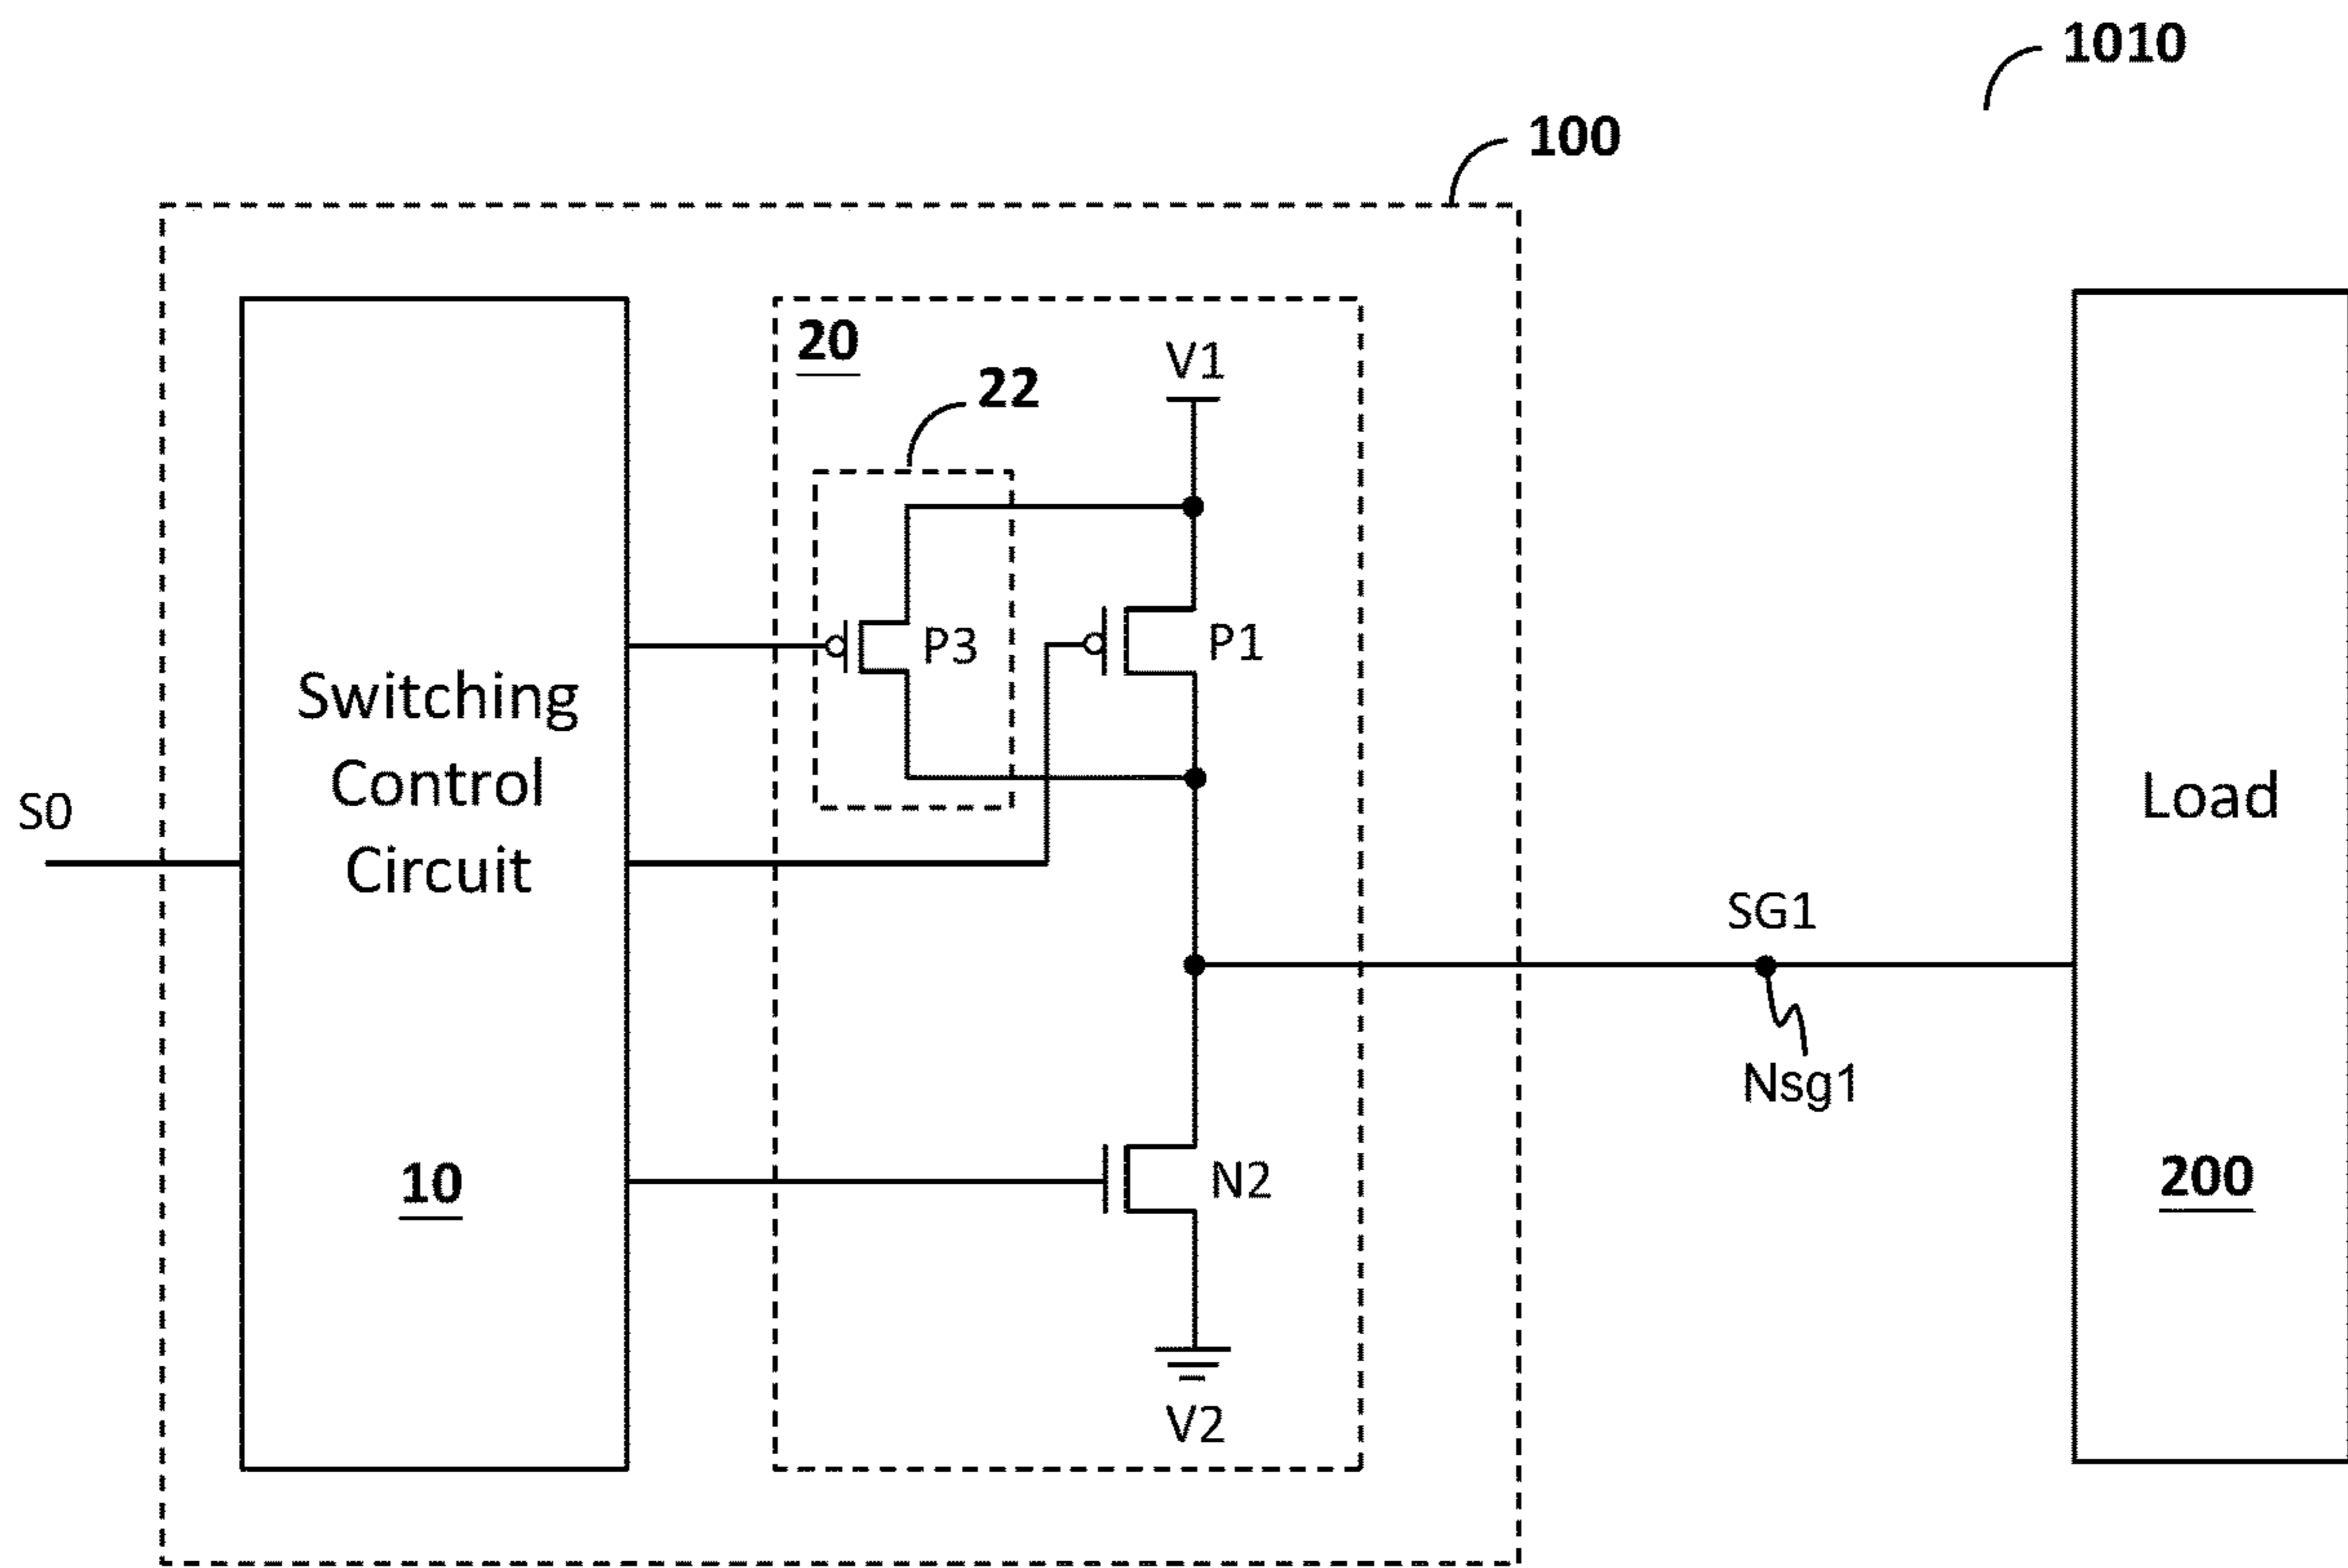 1010
100
20
22
V1
P3
P1
Switching
Control
Circuit
S0
Load
SG1
Nsg1
10
N2
200
V2